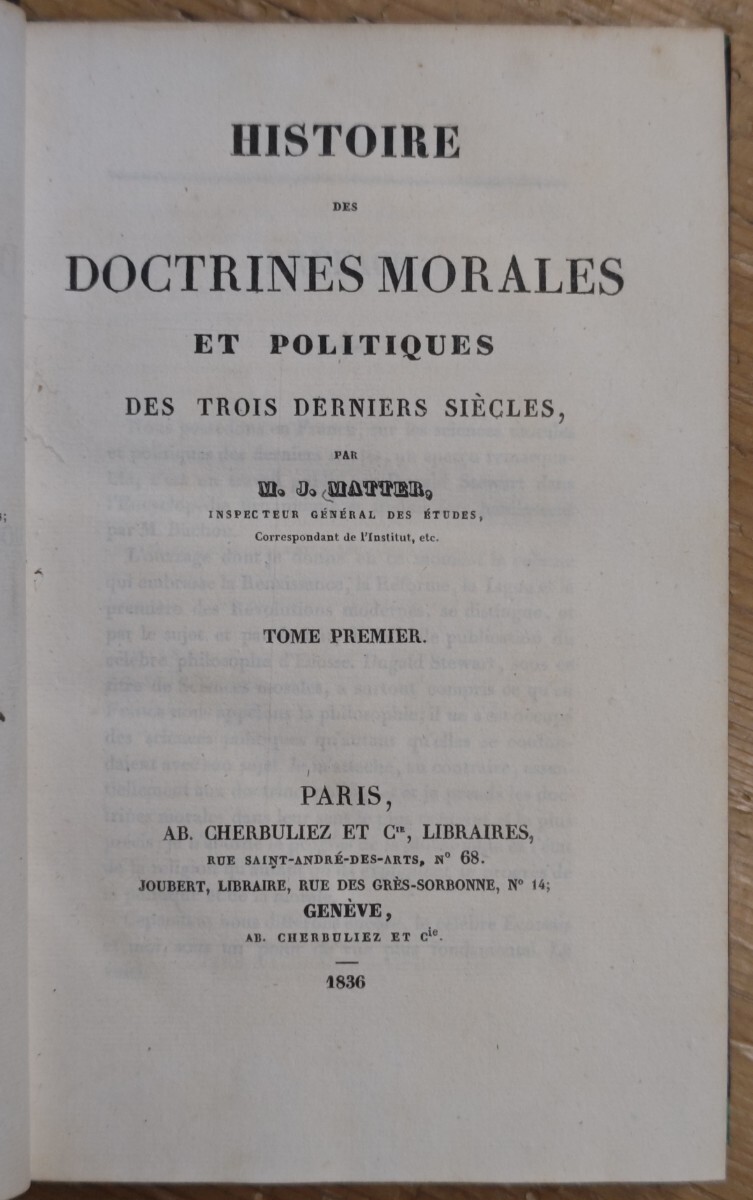 HISTOIRE
DES
DOCTRINES MORALES
ET POLITIQUES
DES TROIS DERNIERS SIÈCLES,
PAR
M. J. MATTER,
INSPECTEUR GÉNÉRAL DES ÉTUDES,
Correspondant de l'Institut, etc.
TOME PREMIER.
PARIS,
AB. CHERBULIEZ ET Cie, LIBRAIRES,
RUE SAINT-ANDRÉ-DES-ARTS, No 68.
JOUBERT, LIBRAIRE, RUE DES GRÈS-SORBONNE, No 14;
GENÈVE,
AB. CHERBULIEZ ET Cie.
1836